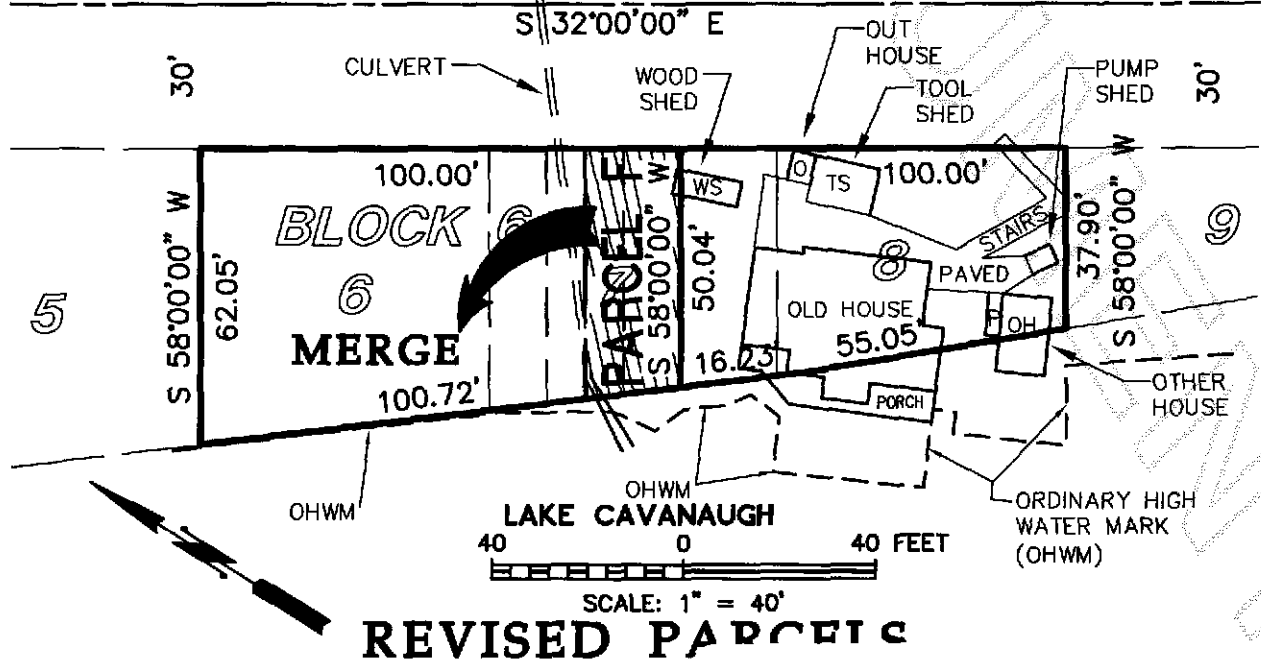 S 32°00'00" E
OUT
HOUSE
30'
CULVERT
WOOD
SHED
TOOL
SHED
PUMP
SHED
30'
100.00'
100.00'
S 58°00'00" W
62.05'
BLOCK 6
6
5
MERGE
PARCEL
7
S 58°00'00" W
50.04'
WS
O
TS
8
STAIRS
PAVED
OLD HOUSE
P
OH
37.90'
S 58°00'00" W
9
16.23'
55.05'
100.72'
PORCH
OTHER
HOUSE
OHWM
OHWM
LAKE CAVANAUGH
ORDINARY HIGH
WATER MARK
(OHWM)
40 0 40 FEET
SCALE: 1" = 40'
REVISED PARCELS